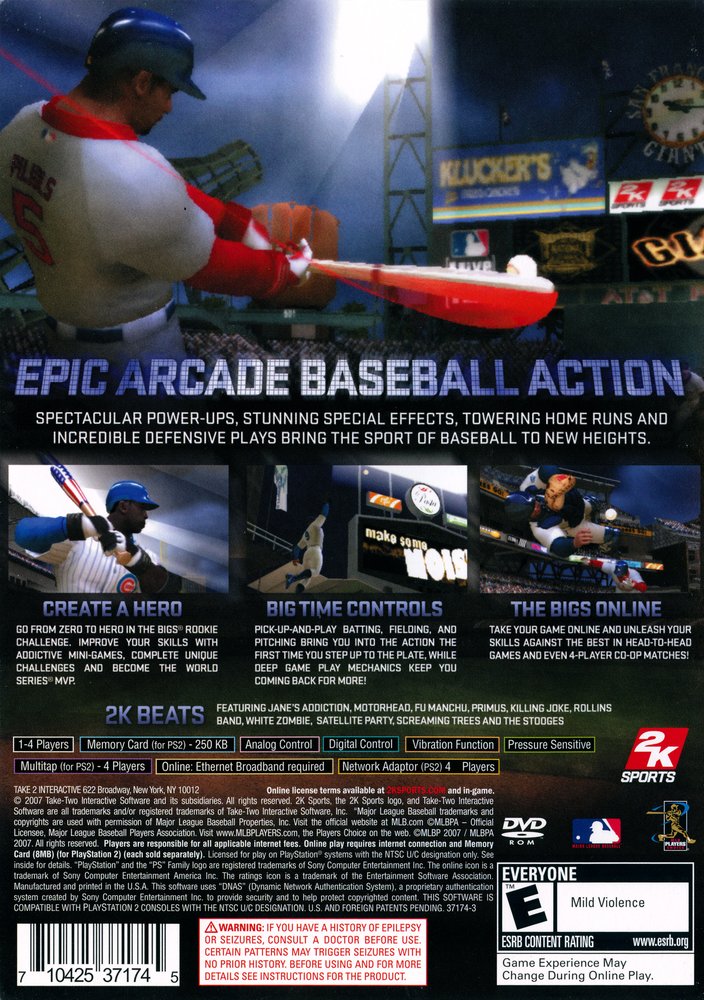 PUJOLS
5
SAN FRANCISCO
GIANTS
KLUCKER'S
2K
SPORTS
2K
SPORTS
EPIC ARCADE BASEBALL ACTION
SPECTACULAR POWER-UPS, STUNNING SPECIAL EFFECTS, TOWERING HOME RUNS AND
INCREDIBLE DEFENSIVE PLAYS BRING THE SPORT OF BASEBALL TO NEW HEIGHTS.
make some
NOIS
CREATE A HERO
GO FROM ZERO TO HERO IN THE BIGS® ROOKIE
CHALLENGE. IMPROVE YOUR SKILLS WITH
ADDICTIVE MINI-GAMES, COMPLETE UNIQUE
CHALLENGES AND BECOME THE WORLD
SERIES® MVP.
BIG TIME CONTROLS
PICK-UP-AND-PLAY BATTING, FIELDING, AND
PITCHING BRING YOU INTO THE ACTION THE
FIRST TIME YOU STEP UP TO THE PLATE, WHILE
DEEP GAME PLAY MECHANICS KEEP YOU
COMING BACK FOR MORE!
THE BIGS ONLINE
TAKE YOUR GAME ONLINE AND UNLEASH YOUR
SKILLS AGAINST THE BEST IN HEAD-TO-HEAD
GAMES AND EVEN 4-PLAYER CO-OP MATCHES!
2K BEATS
FEATURING JANE'S ADDICTION, MOTORHEAD, FU MANCHU, PRIMUS, KILLING JOKE, ROLLINS
BAND, WHITE ZOMBIE, SATELLITE PARTY, SCREAMING TREES AND THE STOOGES
1-4 Players
Memory Card (for PS2) - 250 KB
Analog Control
Digital Control
Vibration Function
Pressure Sensitive
Multitap (for PS2) - 4 Players
Online: Ethernet Broadband required
Network Adaptor (PS2) 4 Players
2K
SPORTS
TAKE 2 INTERACTIVE 622 Broadway, New York, NY 10012
Online license terms available at 2KSPORTS.COM and in-game.
© 2007 Take-Two Interactive Software and its subsidiaries. All rights reserved. 2K Sports, the 2K Sports logo, and Take-Two Interactive
Software are all trademarks and/or registered trademarks of Take-Two Interactive Software, Inc. "Major League Baseball trademarks and
copyrights are used with permission of Major League Baseball Properties, Inc. Visit the official website at MLB.com ©MLBPA – Official
Licensee, Major League Baseball Players Association. Visit www.MLBPLAYERS.com, the Players Choice on the web. ©MLBP 2007 / MLBPA
2007. All rights reserved. Players are responsible for all applicable internet fees. Online play requires internet connection and Memory
Card (8MB) (for PlayStation 2) (each sold separately). Licensed for play on PlayStation® systems with the NTSC U/C designation only. See
inside for details. "PlayStation" and the "PS" Family logo are registered trademarks of Sony Computer Entertainment Inc. The online icon is a
trademark of Sony Computer Entertainment America Inc. The ratings icon is a trademark of the Entertainment Software Association.
Manufactured and printed in the U.S.A. This software uses "DNAS" (Dynamic Network Authentication System), a proprietary authentication
system created by Sony Computer Entertainment Inc. to provide security and to help protect copyrighted content. THIS SOFTWARE IS
COMPATIBLE WITH PLAYSTATION 2 CONSOLES WITH THE NTSC U/C DESIGNATION. U.S. AND FOREIGN PATENTS PENDING. 37174-3
DVD
ROM
MAJOR LEAGUE BASEBALL
PLAYERS
CHOICE
EVERYONE
E
TM
Mild Violence
ESRB CONTENT RATING
www.esrb.org
Game Experience May
Change During Online Play.
WARNING: IF YOU HAVE A HISTORY OF EPILEPSY
OR SEIZURES, CONSULT A DOCTOR BEFORE USE.
CERTAIN PATTERNS MAY TRIGGER SEIZURES WITH
NO PRIOR HISTORY. BEFORE USING AND FOR MORE
DETAILS SEE INSTRUCTIONS FOR THE PRODUCT.
7 10425 37174 5